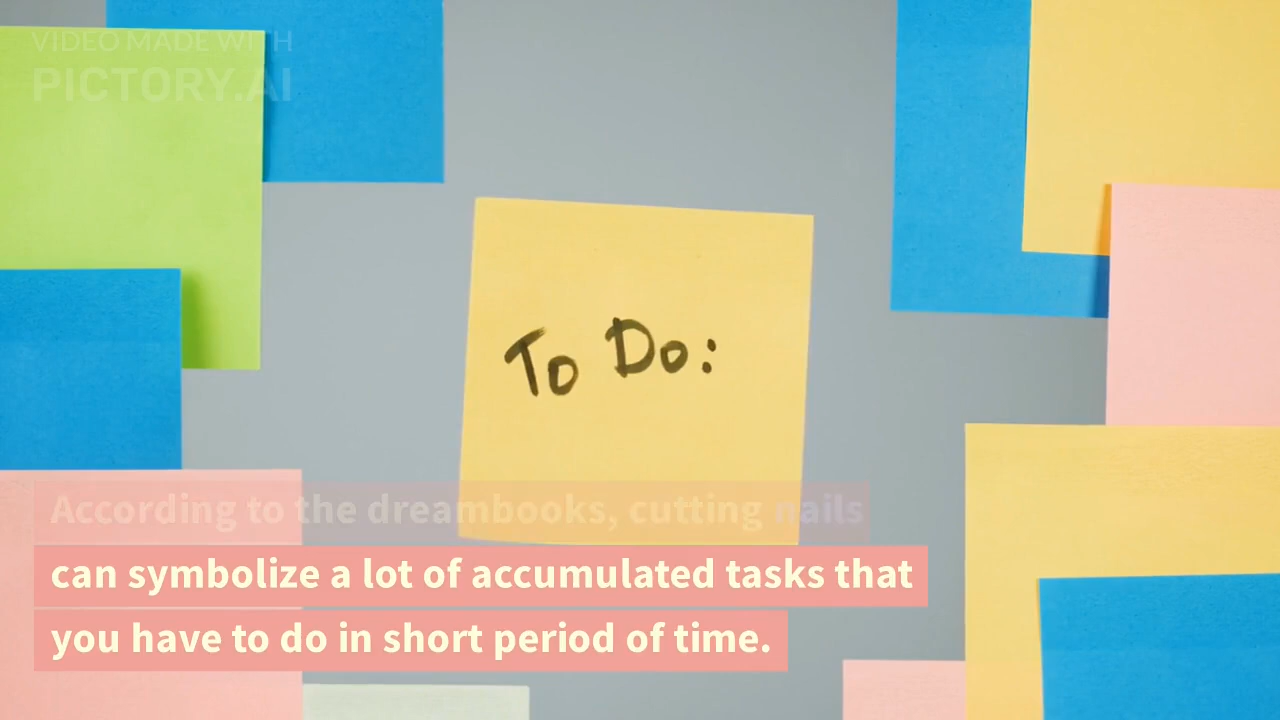 VIDEO MADE WITH
PICTORY.AI
To Do:
According to the dreambooks, cutting nails
can symbolize a lot of accumulated tasks that
you have to do in short period of time.